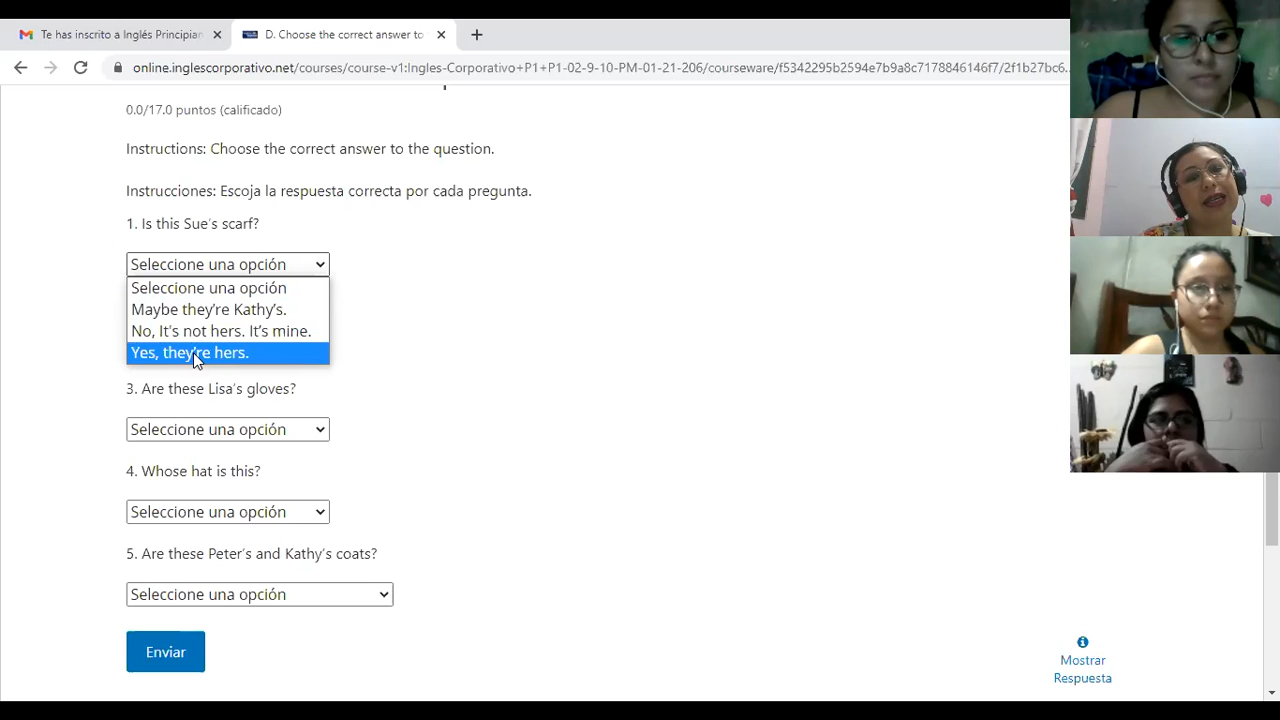 Te has inscrito a Inglés Principian
D. Choose the correct answer to
online.inglescorporativo.net/courses/course-v1:Ingles-Corporativo+P1+P1-02-9-10-PM-01-21-206/courseware/f5342295b2594e7b9a8c7178846146f7/2f1b27bc6...
0.0/17.0 puntos (calificado)
Instructions: Choose the correct answer to the question.
Instrucciones: Escoja la respuesta correcta por cada pregunta.
1. Is this Sue's scarf?
Seleccione una opción
Seleccione una opción
Maybe they're Kathy's.
No, It's not hers. It's mine.
Yes, they're hers.
3. Are these Lisa's gloves?
Seleccione una opción
4. Whose hat is this?
Seleccione una opción
5. Are these Peter's and Kathy's coats?
Seleccione una opción
Enviar
Mostrar
Respuesta